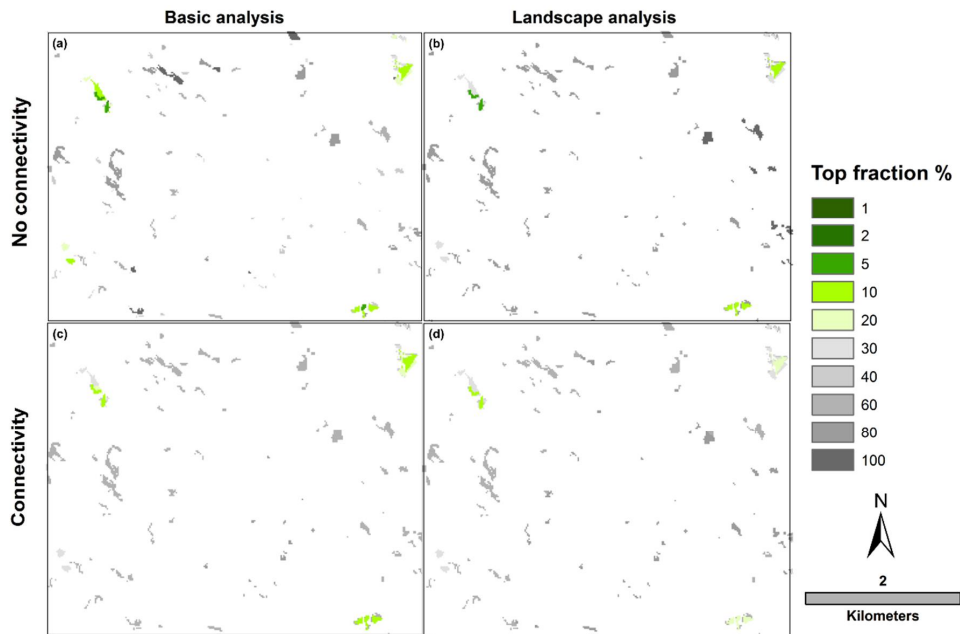 Basic analysis
Landscape analysis
No connectivity
Connectivity
(a)
(b)
(c)
(d)
Top fraction %
1
2
5
10
20
30
40
60
80
100
N
2
Kilometers